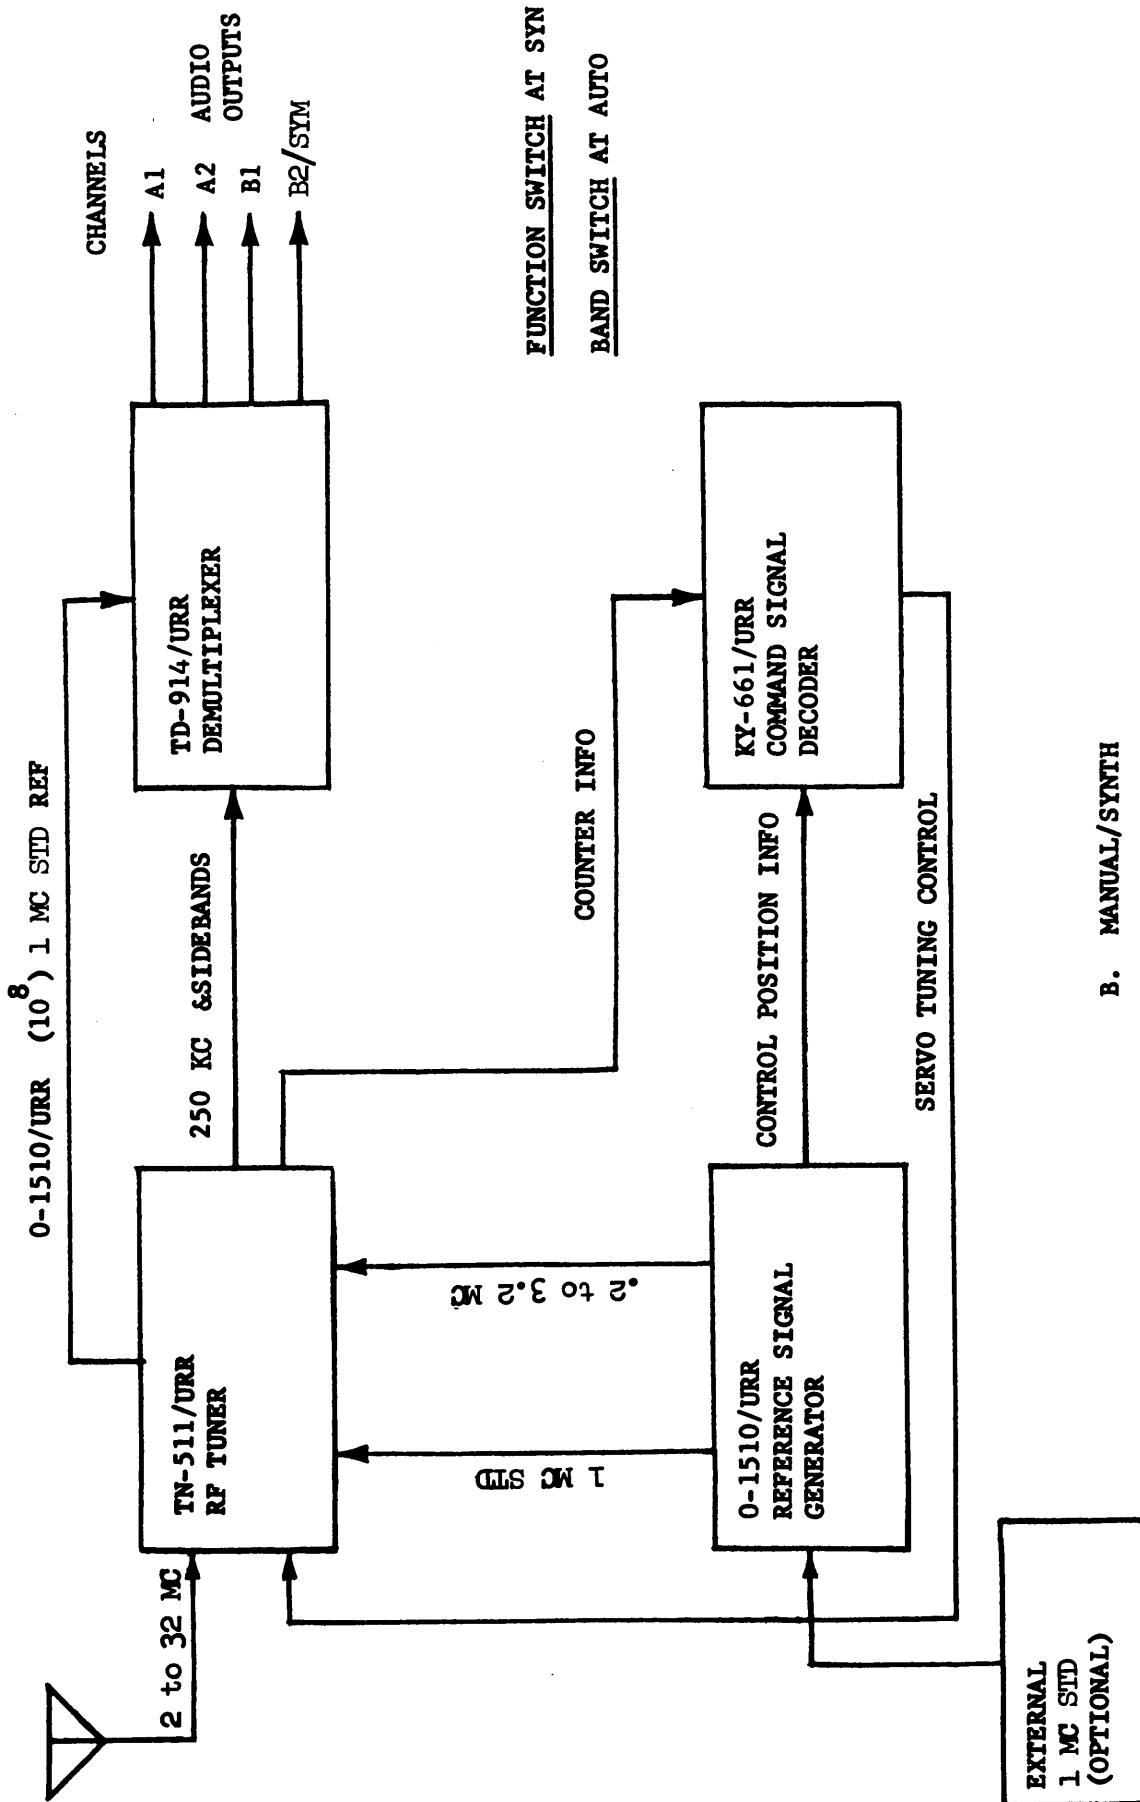 O-1510/URR (10⁸) 1 MC STD REF
CHANNELS
A1
A2
B1
B2/SYM
AUDIO
OUTPUTS
2 to 32 MC
TN-511/URR
RF TUNER
250 KC &SIDEBANDS
TD-914/URR
DEMULTIPLEXER
FUNCTION SWITCH AT SYN
BAND SWITCH AT AUTO
1 MC STD
.2 to 3.2 MC
COUNTER INFO
O-1510/URR
REFERENCE SIGNAL
GENERATOR
CONTROL POSITION INFO
KY-661/URR
COMMAND SIGNAL
DECODER
SERVO TUNING CONTROL
EXTERNAL
1 MC STD
(OPTIONAL)
B. MANUAL/SYNTH